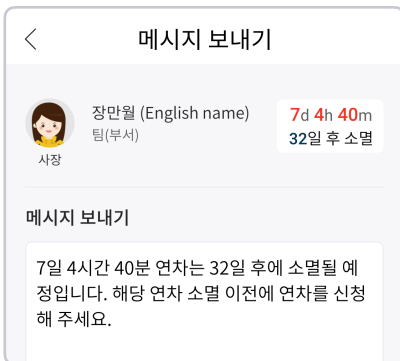 메시지 보내기
장만월 (English name)
7d 4h 40m
팀(부서)
32일 후 소멸
사장
메시지 보내기
7일 4시간 40분 연차는 32일 후에 소멸될 예
정입니다. 해당 연차 소멸 이전에 연차를 신청
해 주세요.